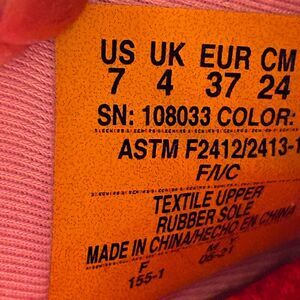 US UK EUR CM
7 4 37 24
SN: 108033 COLOR:
ASTM F2412/2413-1
F/I/C
TEXTILE UPPER
RUBBER SOLE
MADE IN CHINA/HECHO EN CHINA
F M Y
155-1